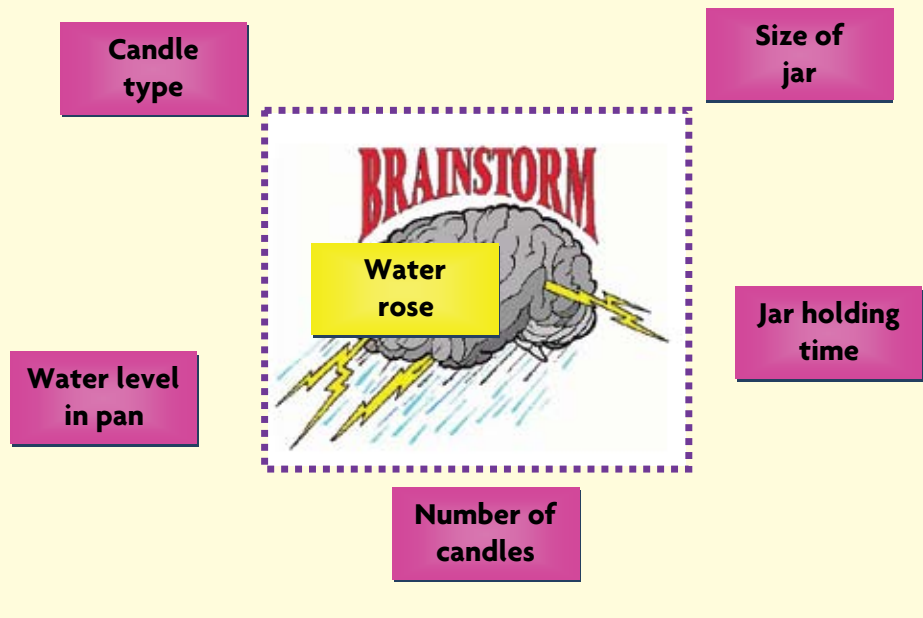 Candle
type
Size of
jar
BRAINSTORM
Water
rose
Jar holding
time
Water level
in pan
Number of
candles